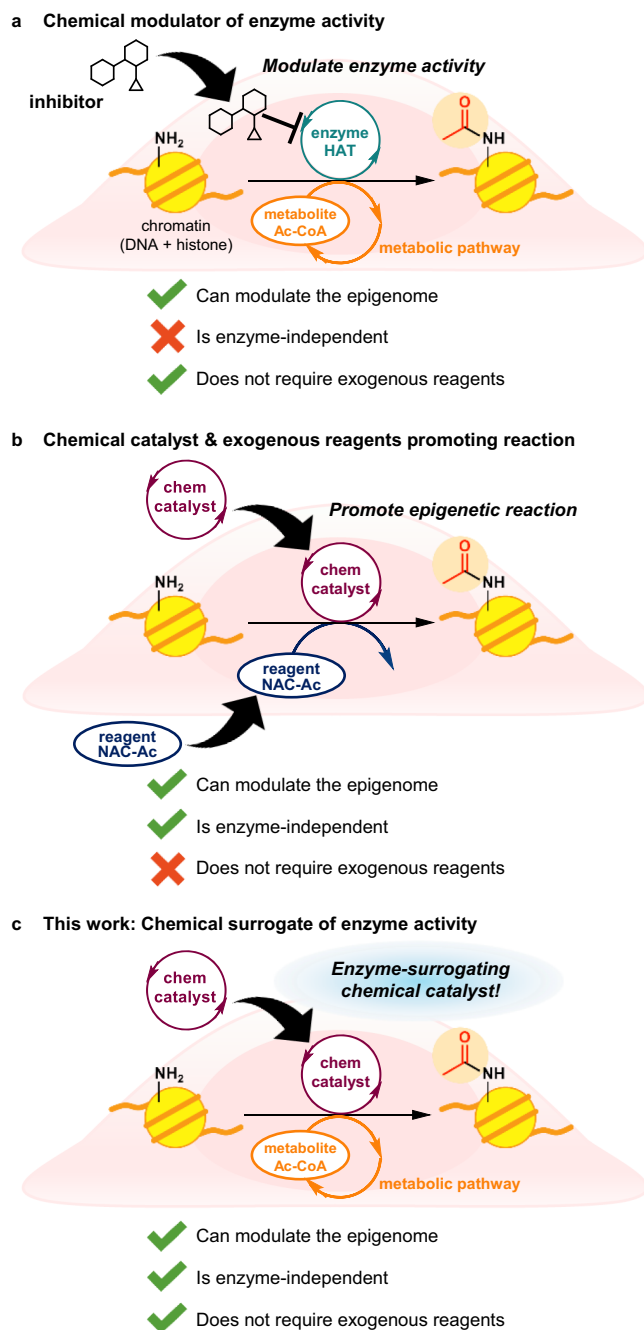 a Chemical modulator of enzyme activity
inhibitor
Modulate enzyme activity
enzyme
HAT
NH2
O
NH
chromatin
(DNA + histone)
metabolite
Ac-CoA
metabolic pathway
Can modulate the epigenome
Is enzyme-independent
Does not require exogenous reagents
b Chemical catalyst & exogenous reagents promoting reaction
chem
catalyst
Promote epigenetic reaction
chem
catalyst
NH2
O
NH
reagent
NAC-Ac
reagent
NAC-Ac
Can modulate the epigenome
Is enzyme-independent
Does not require exogenous reagents
c This work: Chemical surrogate of enzyme activity
chem
catalyst
Enzyme-surrogating
chemical catalyst!
chem
catalyst
NH2
O
NH
metabolite
Ac-CoA
metabolic pathway
Can modulate the epigenome
Is enzyme-independent
Does not require exogenous reagents